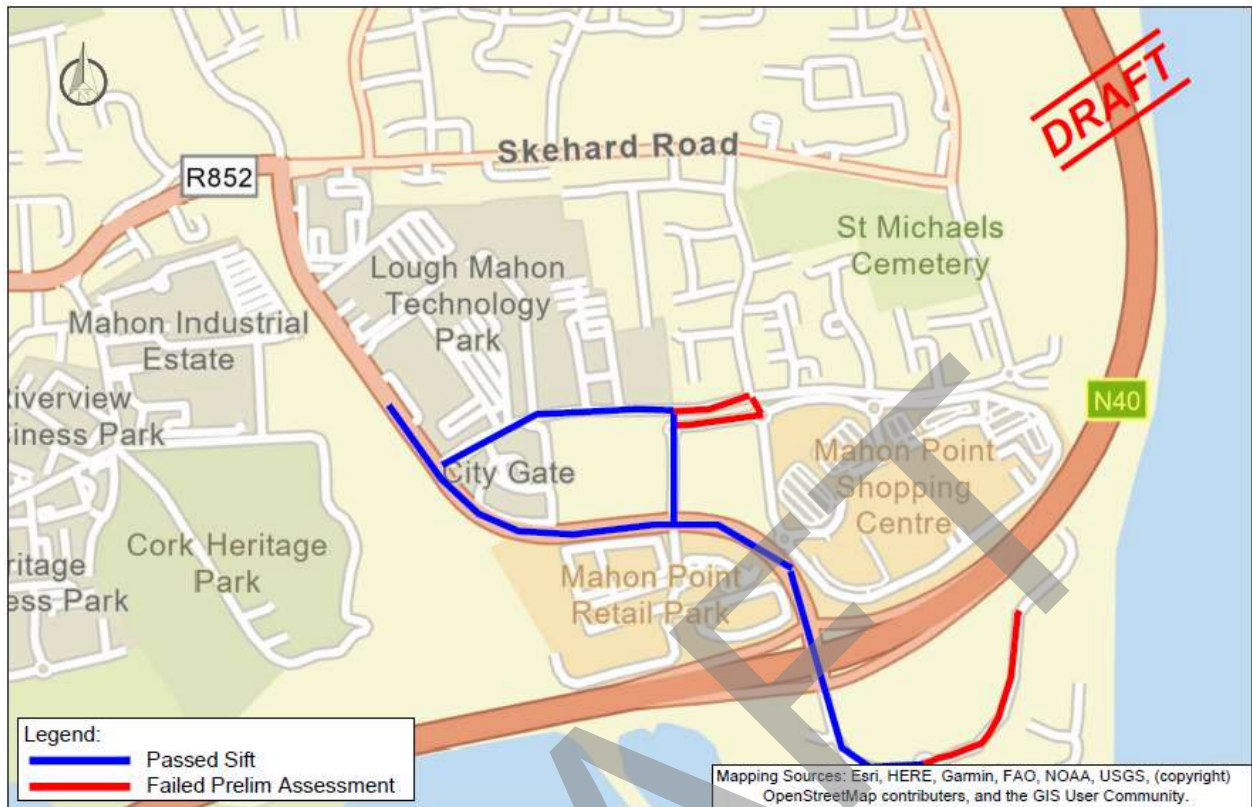 DRAFT
Skehard Road
R852
St Michaels
Cemetery
Lough Mahon
Technology
Park
Mahon Industrial
Estate
N40
iverview
siness Park
City Gate
Mahon Point
Shopping
Centre
Cork Heritage
Park
ritage
ess Park
Mahon Point
Retail Park
Legend:
Passed Sift
Failed Prelim Assessment
Mapping Sources: Esri, HERE, Garmin, FAO, NOAA, USGS, (copyright)
OpenStreetMap contributers, and the GIS User Community.